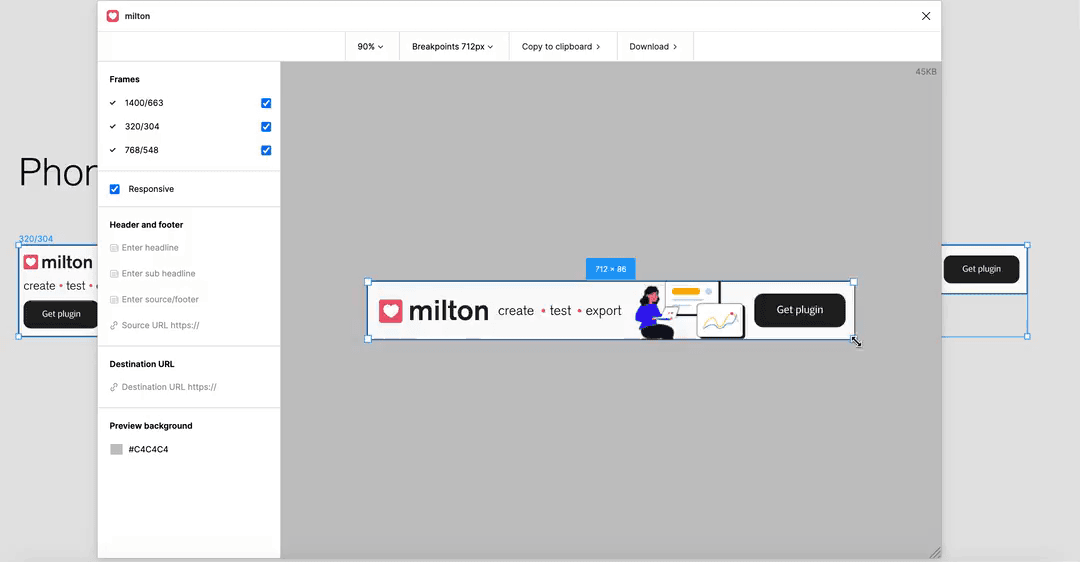 milton
90%
Breakpoints 712px
Copy to clipboard
Download
Frames
1400/663
320/304
768/548
Responsive
Header and footer
Enter headline
Enter sub headline
Enter source/footer
Source URL https://
Destination URL
Destination URL https://
Preview background
#C4C4C4
45KB
712 × 86
milton create • test • export Get plugin
320/304
milton
create • test •
Get plugin
Get plugin